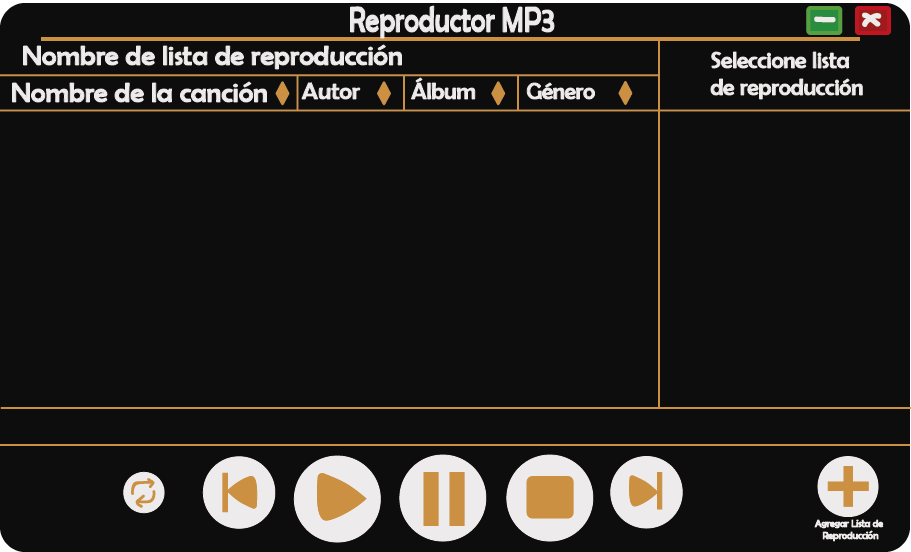 Reproductor MP3
Nombre de lista de reproducción
Nombre de la canción Autor Álbum Género
Seleccione lista
de reproducción
Agregar Lista de
Reproducción